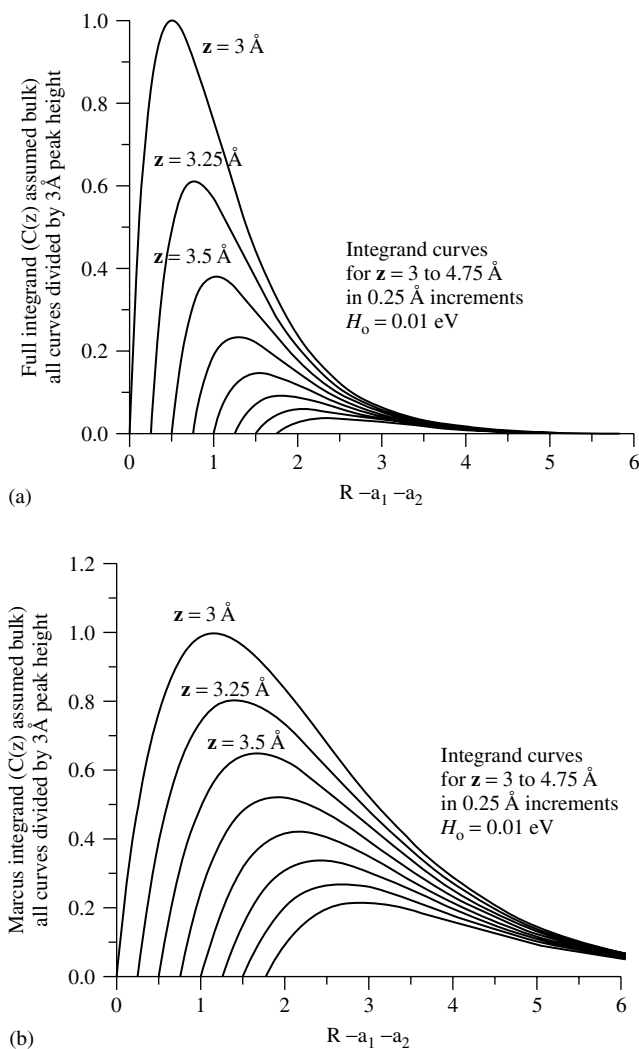 Full integrand (C(z) assumed bulk)
all curves divided by 3Å peak height
1.0
0.8
0.6
0.4
0.2
0.0
z = 3 Å
z = 3.25 Å
z = 3.5 Å
Integrand curves
for z = 3 to 4.75 Å
in 0.25 Å increments
Ho = 0.01 eV
0 1 2 3 4 5 6
R –a1 –a2
(a)
Marcus integrand (C(z) assumed bulk)
all curves divided by 3Å peak height
1.2
1.0
0.8
0.6
0.4
0.2
0.0
z = 3 Å
z = 3.25 Å
z = 3.5 Å
Integrand curves
for z = 3 to 4.75 Å
in 0.25 Å increments
Ho = 0.01 eV
0 1 2 3 4 5 6
R –a1 –a2
(b)